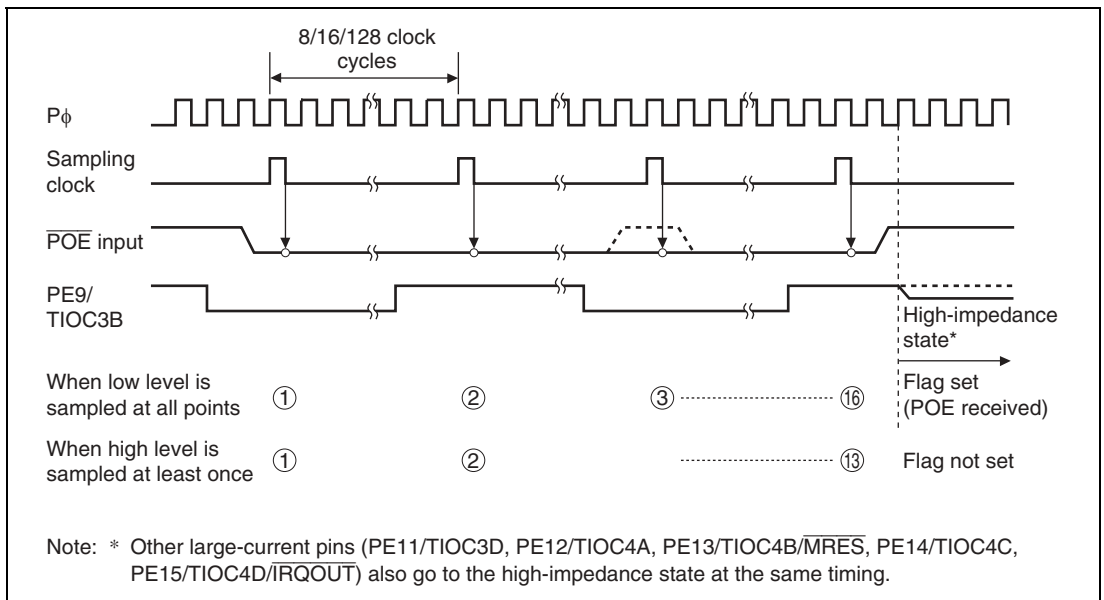 8/16/128 clock
cycles
Pϕ
Sampling
clock
P̅O̅E̅ input
PE9/
TIOC3B
High-impedance
state*
When low level is
sampled at all points
① ② ③ ⑯ Flag set
(POE received)
When high level is
sampled at least once
① ② ⑬ Flag not set
Note: * Other large-current pins (PE11/TIOC3D, PE12/TIOC4A, PE13/TIOC4B/M̅R̅E̅S̅, PE14/TIOC4C,
PE15/TIOC4D/I̅R̅Q̅O̅U̅T̅) also go to the high-impedance state at the same timing.